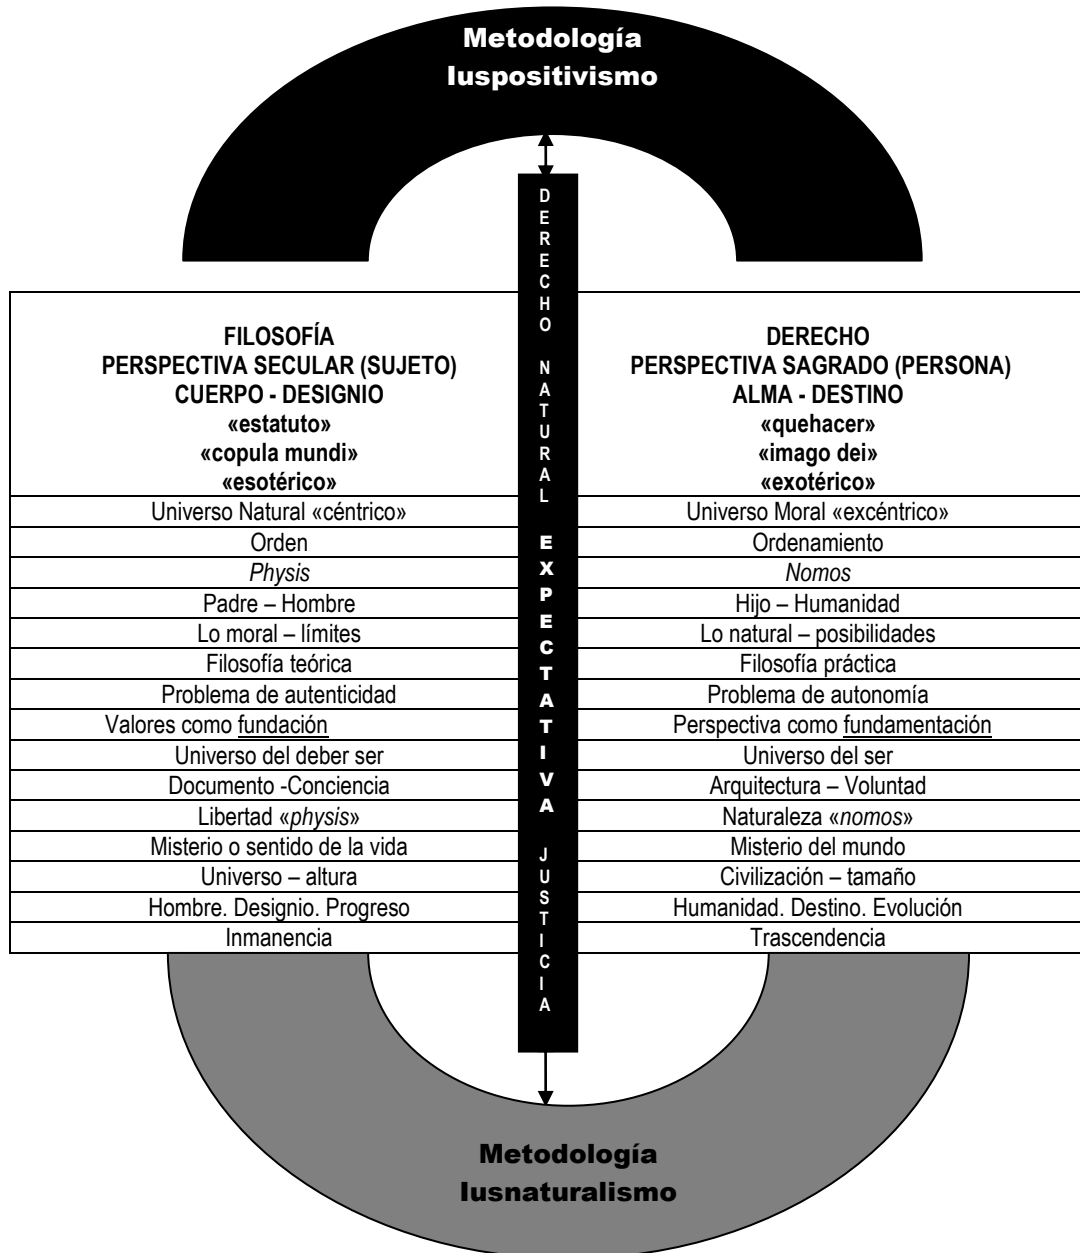 Metodología
Iuspositivismo
DERECHO NATURAL EXPECTATIVA JUSTICIA
FILOSOFÍA
PERSPECTIVA SECULAR (SUJETO)
CUERPO - DESIGNIO
«estatuto»
«copula mundi»
«esotérico»
DERECHO
PERSPECTIVA SAGRADO (PERSONA)
ALMA - DESTINO
«quehacer»
«imago dei»
«exotérico»
Universo Natural «céntrico»
Universo Moral «excéntrico»
Orden
Ordenamiento
Physis
Nomos
Padre – Hombre
Hijo – Humanidad
Lo moral – límites
Lo natural – posibilidades
Filosofía teórica
Filosofía práctica
Problema de autenticidad
Problema de autonomía
Valores como fundación
Perspectiva como fundamentación
Universo del deber ser
Universo del ser
Documento -Conciencia
Arquitectura – Voluntad
Libertad «physis»
Naturaleza «nomos»
Misterio o sentido de la vida
Misterio del mundo
Universo – altura
Civilización – tamaño
Hombre. Designio. Progreso
Humanidad. Destino. Evolución
Inmanencia
Trascendencia
Metodología
Iusnaturalismo